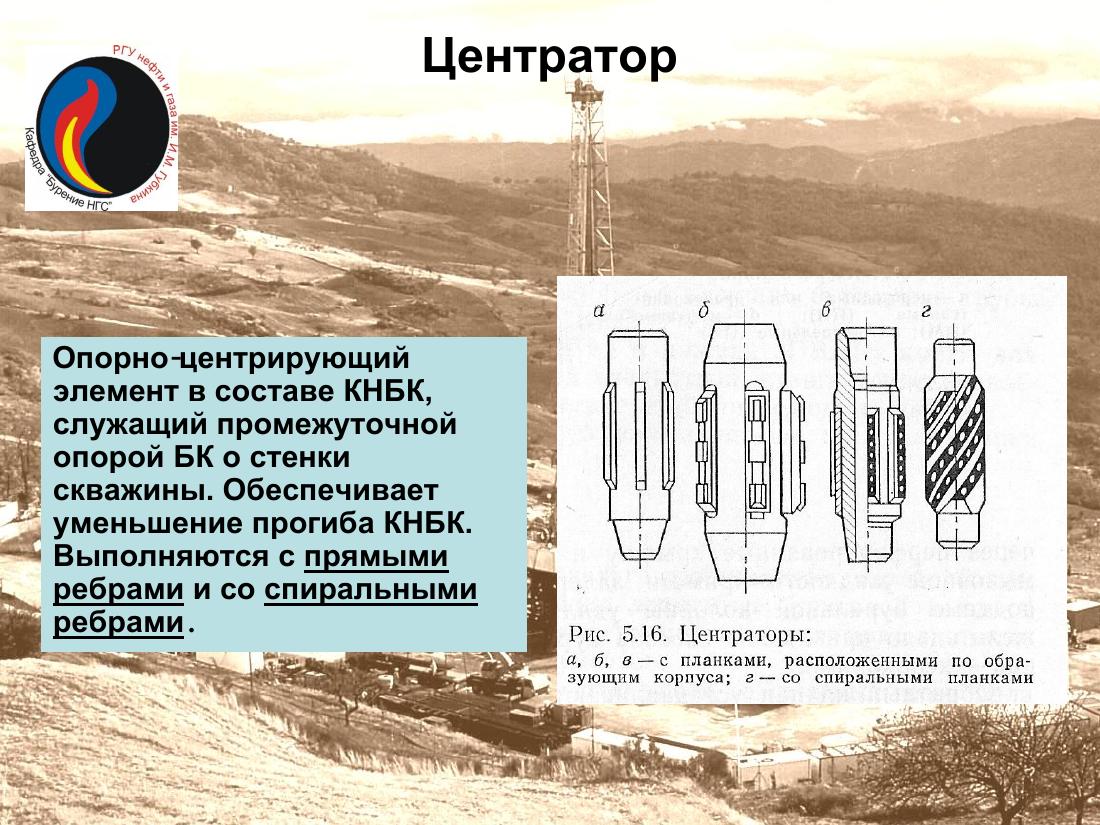 Центратор
РГУ нефти и газа им. И.М. Губкина
Кафедра "Бурение НГС"
Опорно-центрирующий
элемент в составе КНБК,
служащий промежуточной
опорой БК о стенки
скважины. Обеспечивает
уменьшение прогиба КНБК.
Выполняются с прямыми
ребрами и со спиральными
ребрами.
а б в г
Рис. 5.16. Центраторы:
а, б, в — с планками, расположенными по обра-
зующим корпуса; г — со спиральными планками